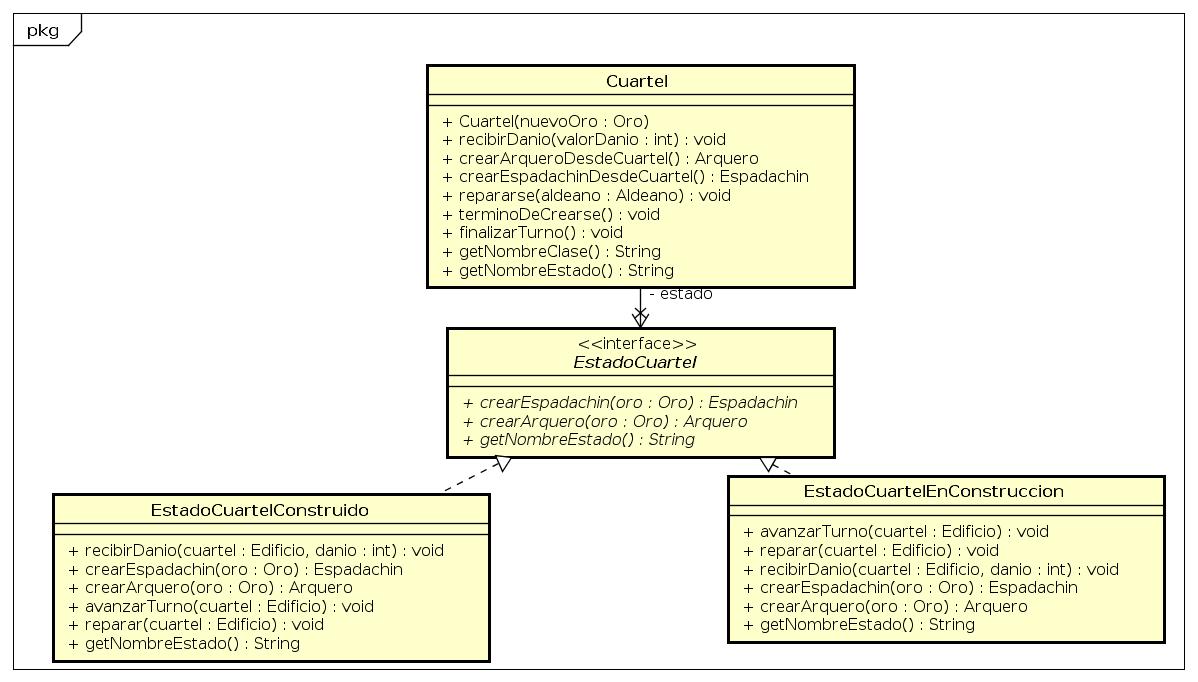 pkg
Cuartel
+ Cuartel(nuevoOro : Oro)
+ recibirDanio(valorDanio : int) : void
+ crearArqueroDesdeCuartel() : Arquero
+ crearEspadachinDesdeCuartel() : Espadachin
+ repararse(aldeano : Aldeano) : void
+ terminoDeCrearse() : void
+ finalizarTurno() : void
+ getNombreClase() : String
+ getNombreEstado() : String
- estado
<<interface>>
EstadoCuartel
+ crearEspadachin(oro : Oro) : Espadachin
+ crearArquero(oro : Oro) : Arquero
+ getNombreEstado() : String
EstadoCuartelConstruido
+ recibirDanio(cuartel : Edificio, danio : int) : void
+ crearEspadachin(oro : Oro) : Espadachin
+ crearArquero(oro : Oro) : Arquero
+ avanzarTurno(cuartel : Edificio) : void
+ reparar(cuartel : Edificio) : void
+ getNombreEstado() : String
EstadoCuartelEnConstruccion
+ avanzarTurno(cuartel : Edificio) : void
+ reparar(cuartel : Edificio) : void
+ recibirDanio(cuartel : Edificio, danio : int) : void
+ crearEspadachin(oro : Oro) : Espadachin
+ crearArquero(oro : Oro) : Arquero
+ getNombreEstado() : String